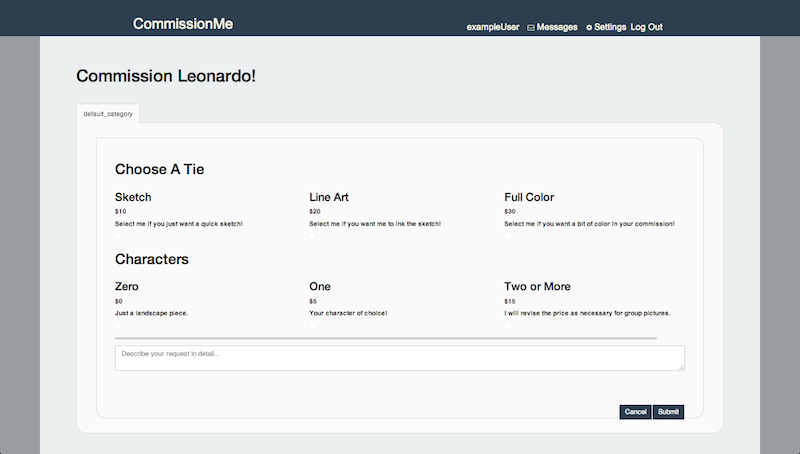 CommissionMe
exampleUser Messages Settings Log Out
Commission Leonardo!
default_category
Choose A Tie
Sketch Line Art Full Color
$10 $20 $30
Select me if you just want a quick sketch! Select me if you want me to ink the sketch! Select me if you want a bit of color in your commission!
Characters
Zero One Two or More
$0 $5 $15
Just a landscape piece. Your character of choice! I will revise the price as necessary for group pictures.
Describe your request in detail...
Cancel Submit